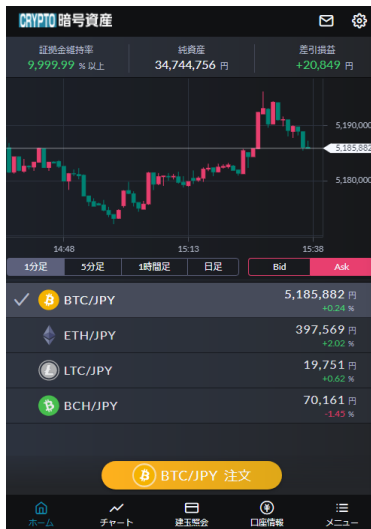 CRYPTO 暗号資産
証拠金維持率 純資産 差引損益
9,999.99 % 以上 34,744,756 円 +20,849 円
5,190,000
5,185,882
5,180,000
14:48 15:13 15:38
1分足 5分足 1時間足 日足 Bid Ask
BTC/JPY 5,185,882 円
+0.24 %
ETH/JPY 397,569 円
+2.02 %
LTC/JPY 19,751 円
+0.62 %
BCH/JPY 70,161 円
-1.45 %
BTC/JPY 注文
ホーム チャート 建玉照会 口座情報 メニュー